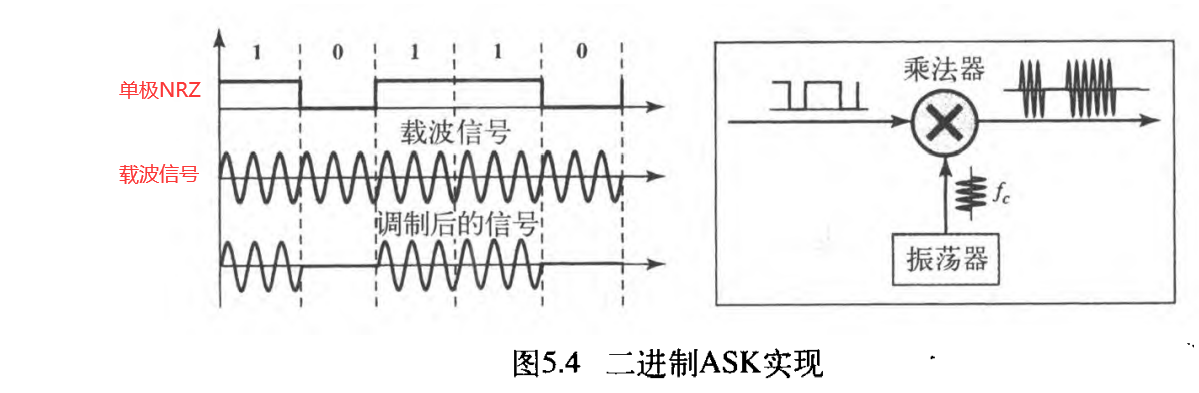 1 0 1 1 0
单极NRZ
载波信号
载波信号
调制后的信号
乘法器
fc
振荡器
图5.4 二进制ASK实现